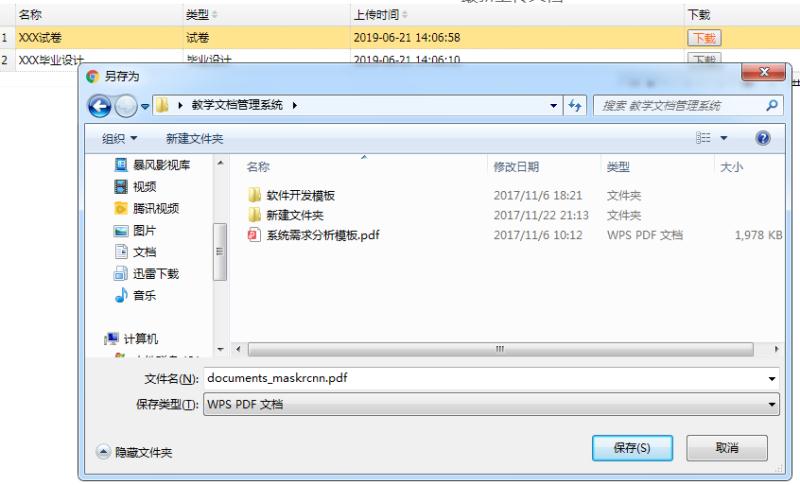 名称 类型 上传时间 下载
1 XXX试卷 试卷 2019-06-21 14:06:58 下载
2 XXX毕业设计 毕业设计 2019-06-21 14:06:10 下载
另存为
教学文档管理系统 搜索 教学文档管理系统
组织 新建文件夹
名称 修改日期 类型 大小
暴风影视库
视频
腾讯视频
图片
文档
迅雷下载
音乐
计算机
软件开发模板 2017/11/6 18:21 文件夹
新建文件夹 2017/11/22 21:13 文件夹
系统需求分析模板.pdf 2017/11/6 10:12 WPS PDF 文档 1,978 KB
文件名(N): documents_maskrcnn.pdf
保存类型(T): WPS PDF 文档
隐藏文件夹 保存(S) 取消